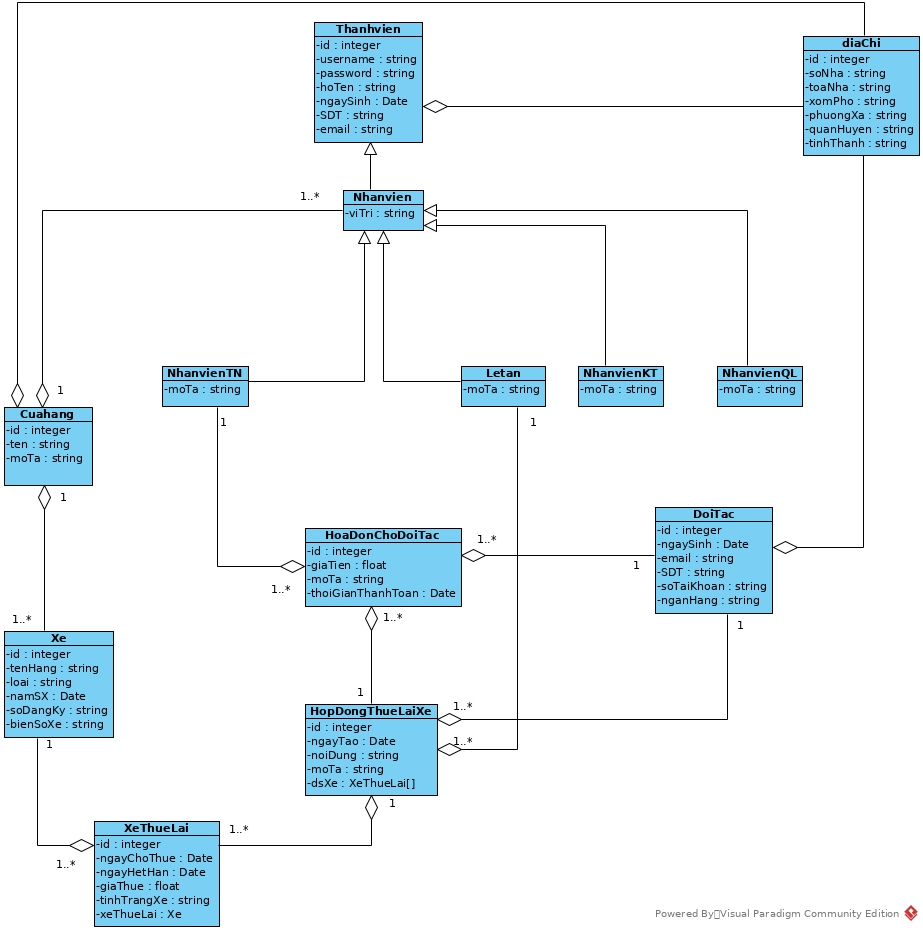 Thanhvien
-id : integer
-username : string
-password : string
-hoTen : string
-ngaySinh : Date
-SDT : string
-email : string
diaChi
-id : integer
-soNha : string
-toaNha : string
-xomPho : string
-phuongXa : string
-quanHuyen : string
-tinhThanh : string
1..*
Nhanvien
-viTri : string
NhanvienTN
-moTa : string
Letan
-moTa : string
NhanvienKT
-moTa : string
NhanvienQL
-moTa : string
1
Cuahang
-id : integer
-ten : string
-moTa : string
1
1
1
HoaDonChoDoiTac
-id : integer
-giaTien : float
-moTa : string
-thoiGianThanhToan : Date
1..*
1
1..*
1..*
DoiTac
-id : integer
-ngaySinh : Date
-email : string
-SDT : string
-soTaiKhoan : string
-nganHang : string
1
1..*
Xe
-id : integer
-tenHang : string
-loai : string
-namSX : Date
-soDangKy : string
-bienSoXe : string
1
1
HopDongThueLaiXe
-id : integer
-ngayTao : Date
-noiDung : string
-moTa : string
-dsXe : XeThueLai[]
1..*
1..*
1
1..*
1..*
XeThueLai
-id : integer
-ngayChoThue : Date
-ngayHetHan : Date
-giaThue : float
-tinhTrangXe : string
-xeThueLai : Xe
Powered By Visual Paradigm Community Edition